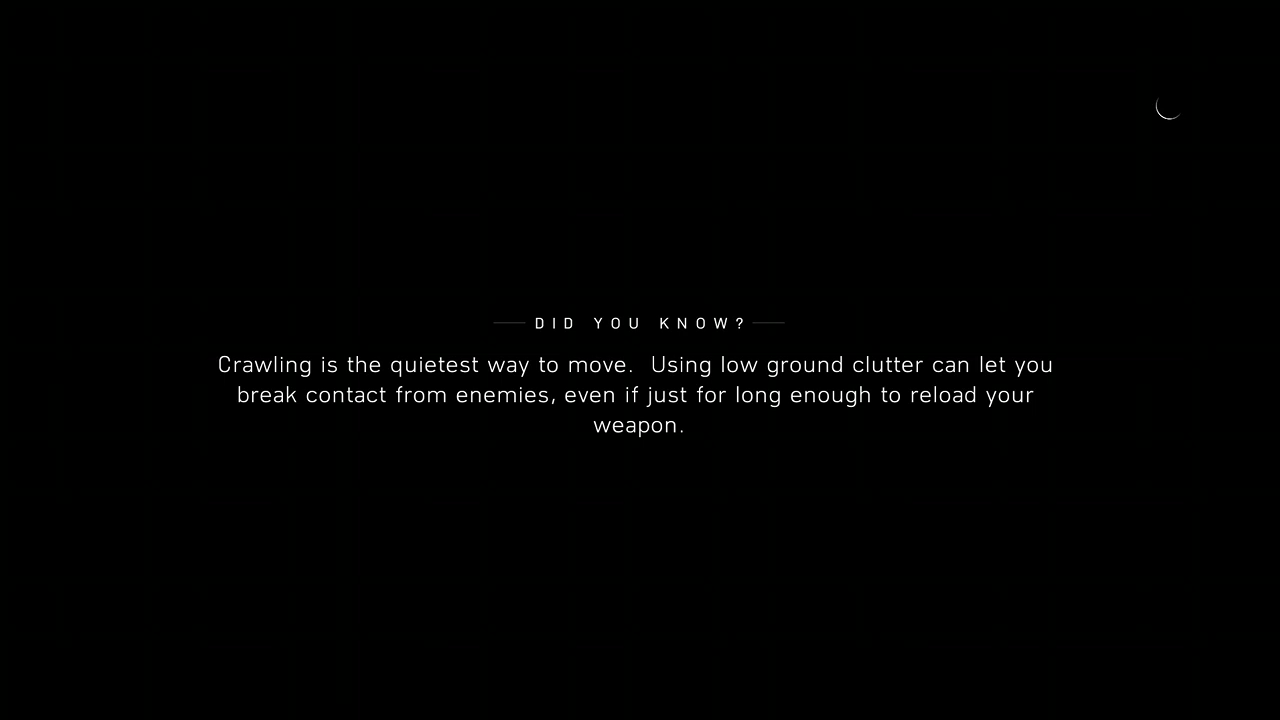 DID YOU KNOW?
Crawling is the quietest way to move.  Using low ground clutter can let you
break contact from enemies, even if just for long enough to reload your
weapon.